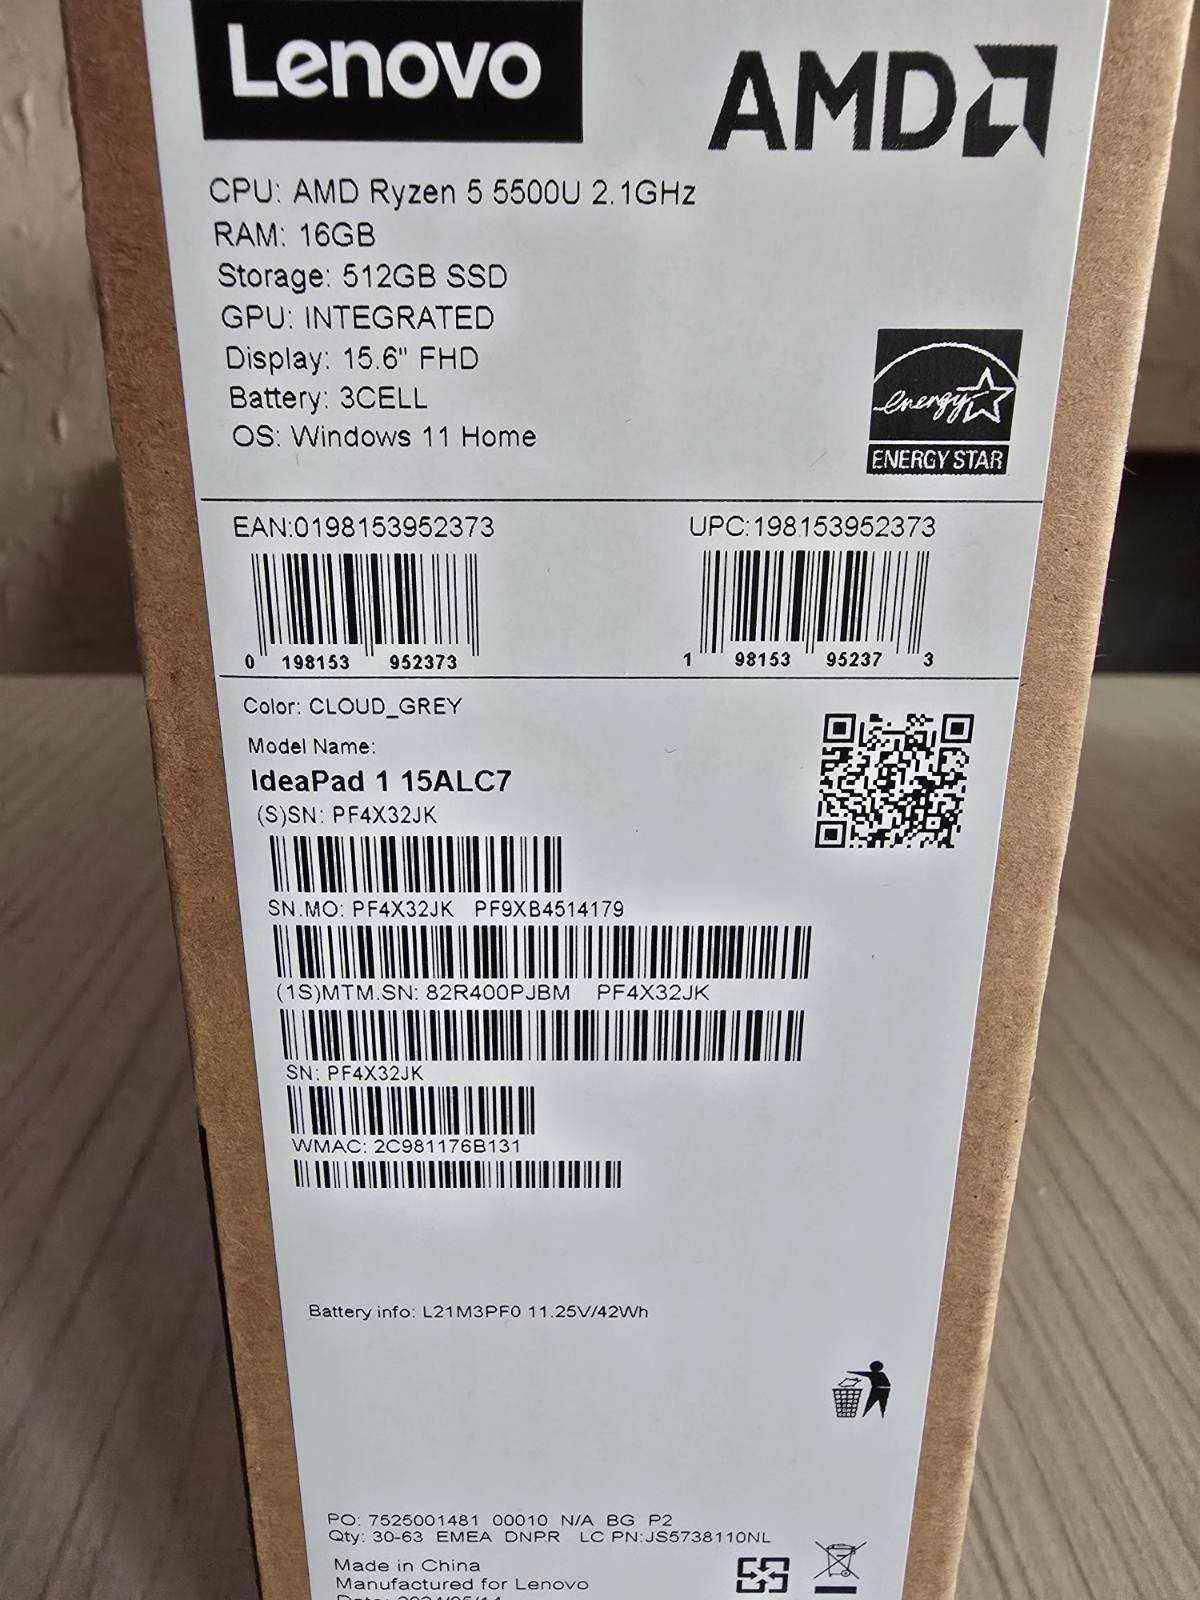 Lenovo
AMD
CPU: AMD Ryzen 5 5500U 2.1GHz
RAM: 16GB
Storage: 512GB SSD
GPU: INTEGRATED
Display: 15.6" FHD
Battery: 3CELL
OS: Windows 11 Home
energy
ENERGY STAR
EAN:0198153952373
UPC:198153952373
0 198153 952373
1 98153 95237 3
Color: CLOUD_GREY
Model Name:
IdeaPad 1 15ALC7
(S)SN: PF4X32JK
SN.MO: PF4X32JK PF9XB4514179
(1S)MTM.SN: 82R400PJBM PF4X32JK
SN: PF4X32JK
WMAC: 2C981176B131
Battery info: L21M3PF0 11.25V/42Wh
PO: 7525001481 00010 N/A BG P2
Qty: 30-63 EMEA DNPR LC PN:JS5738110NL
Made in China
Manufactured for Lenovo